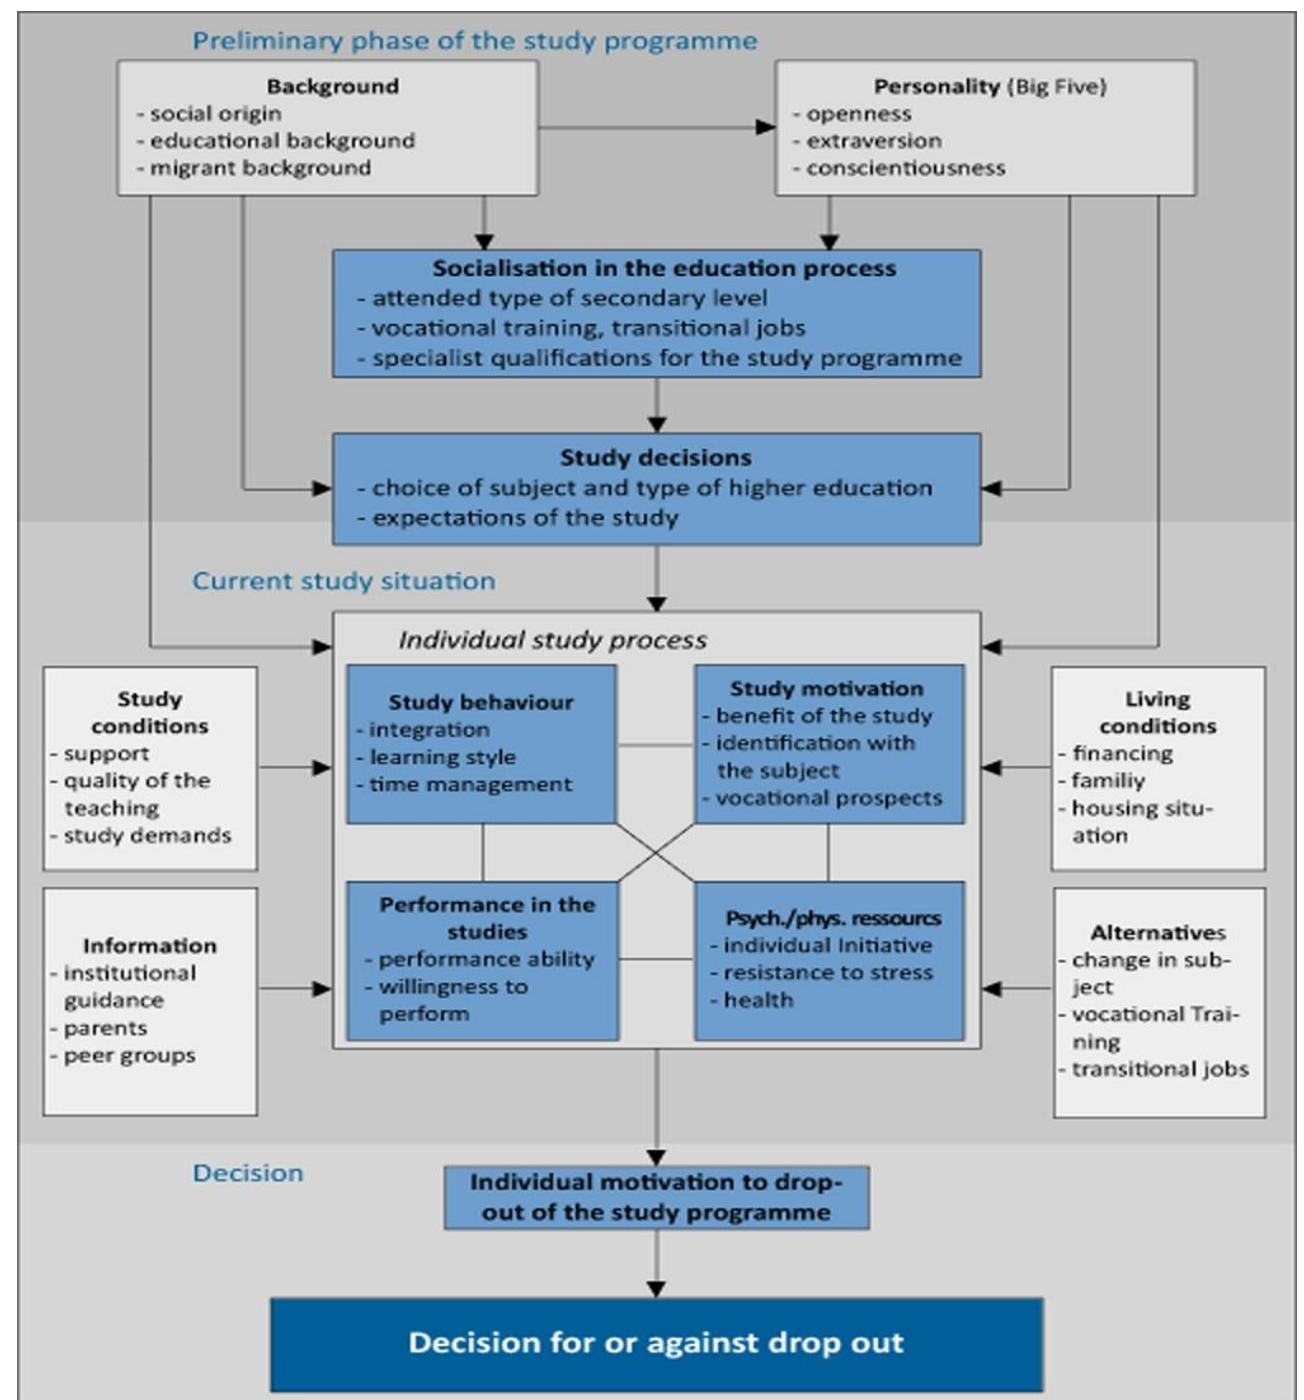 Preliminary phase of the study programme
Background
- social origin
- educational background
- migrant background
Personality (Big Five)
- openness
- extraversion
- conscientiousness
Socialisation in the education process
- attended type of secondary level
- vocational training, transitional jobs
- specialist qualifications for the study programme
Study decisions
- choice of subject and type of higher education
- expectations of the study
Current study situation
Individual study process
Study
conditions
- support
- quality of the
teaching
- study demands
Study behaviour
- integration
- learning style
- time management
Study motivation
- benefit of the study
- identification with
the subject
- vocational prospects
Living
conditions
- financing
- familiy
- housing situ-
ation
Information
- institutional
guidance
- parents
- peer groups
Performance in the
studies
- performance ability
- willingness to
perform
Psych./phys. ressourcs
- individual Initiative
- resistance to stress
- health
Alternatives
- change in sub-
ject
- vocational Trai-
ning
- transitional jobs
Decision
Individual motivation to drop-
out of the study programme
Decision for or against drop out